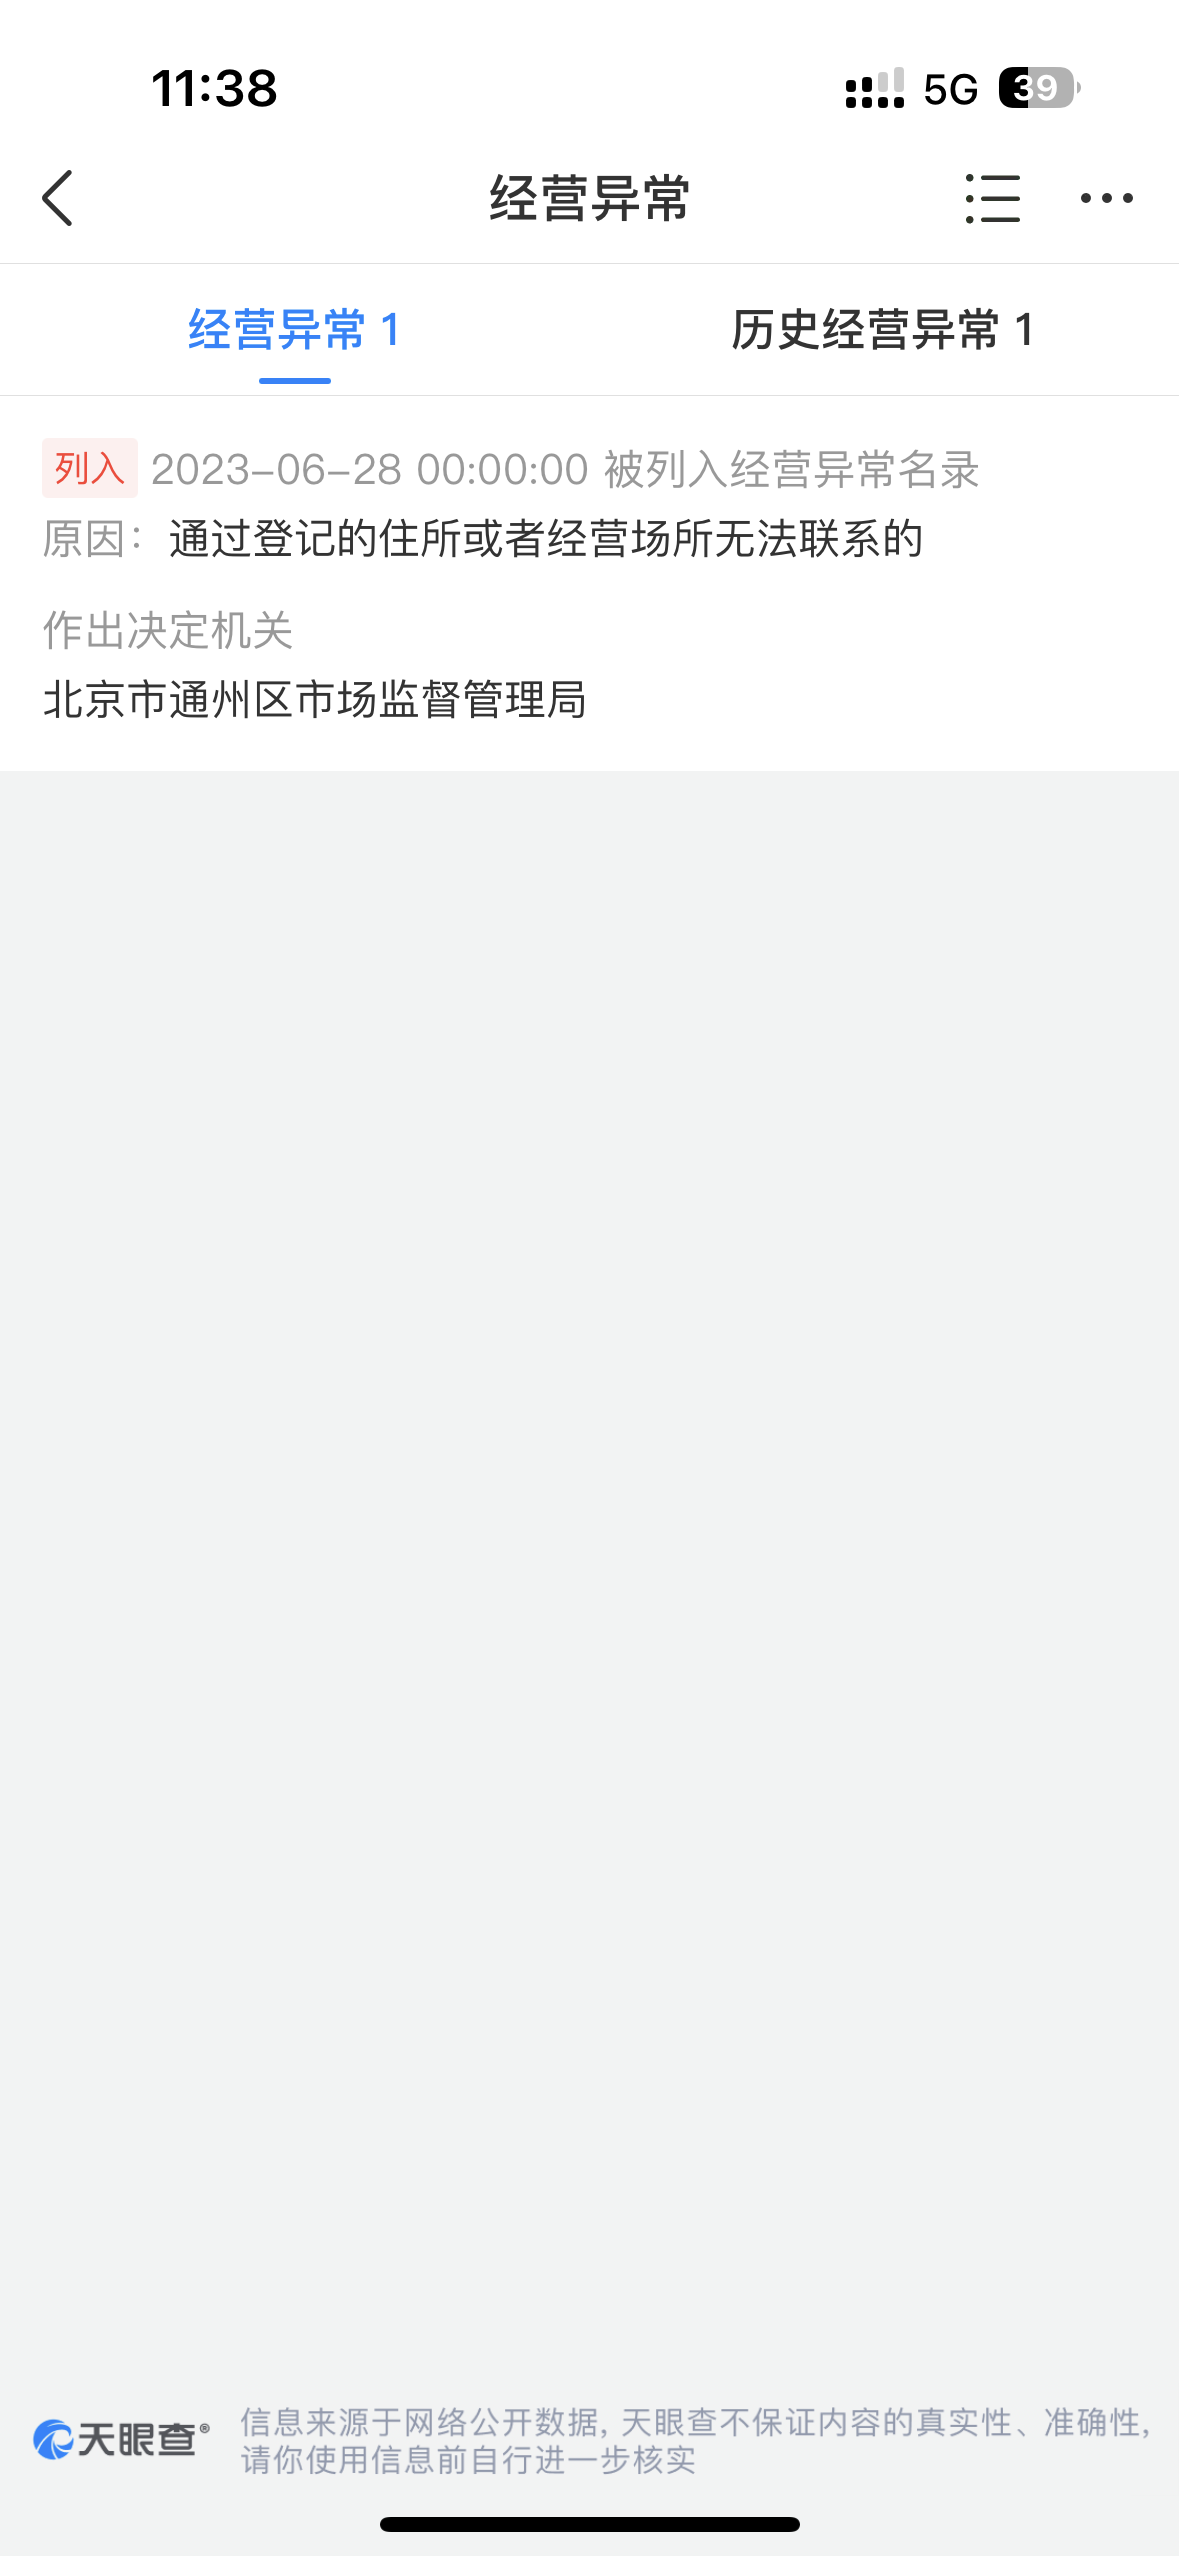 11:38
5G
39
经营异常
经营异常 1
历史经营异常 1
列入 2023-06-28 00:00:00 被列入经营异常名录
原因：通过登记的住所或者经营场所无法联系的
作出决定机关
北京市通州区市场监督管理局
天眼查®
信息来源于网络公开数据, 天眼查不保证内容的真实性、准确性,
请你使用信息前自行进一步核实